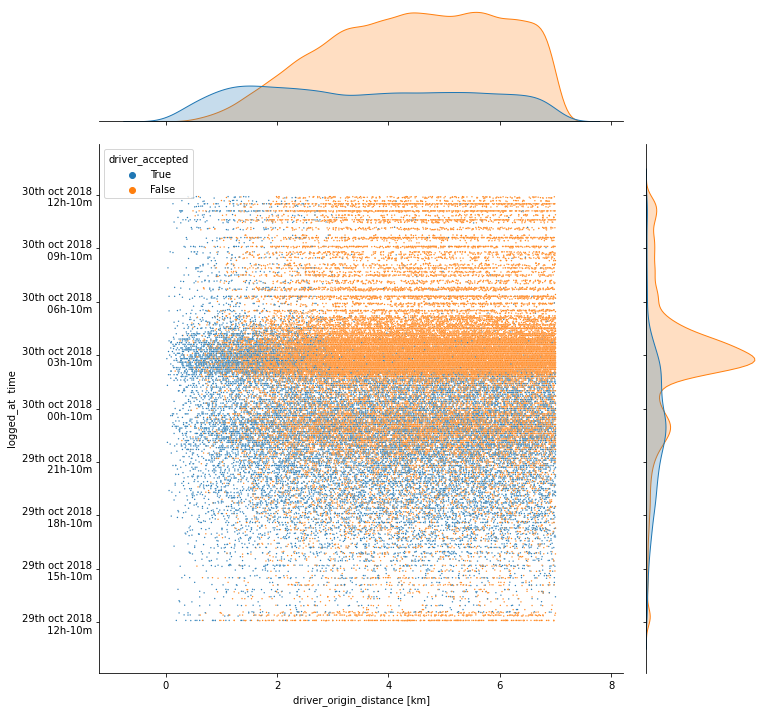 driver_accepted
True
False
30th oct 2018
12h-10m
30th oct 2018
09h-10m
30th oct 2018
06h-10m
30th oct 2018
03h-10m
30th oct 2018
00h-10m
29th oct 2018
21h-10m
29th oct 2018
18h-10m
29th oct 2018
15h-10m
29th oct 2018
12h-10m
logged_at time
0 2 4 6 8
driver_origin_distance [km]